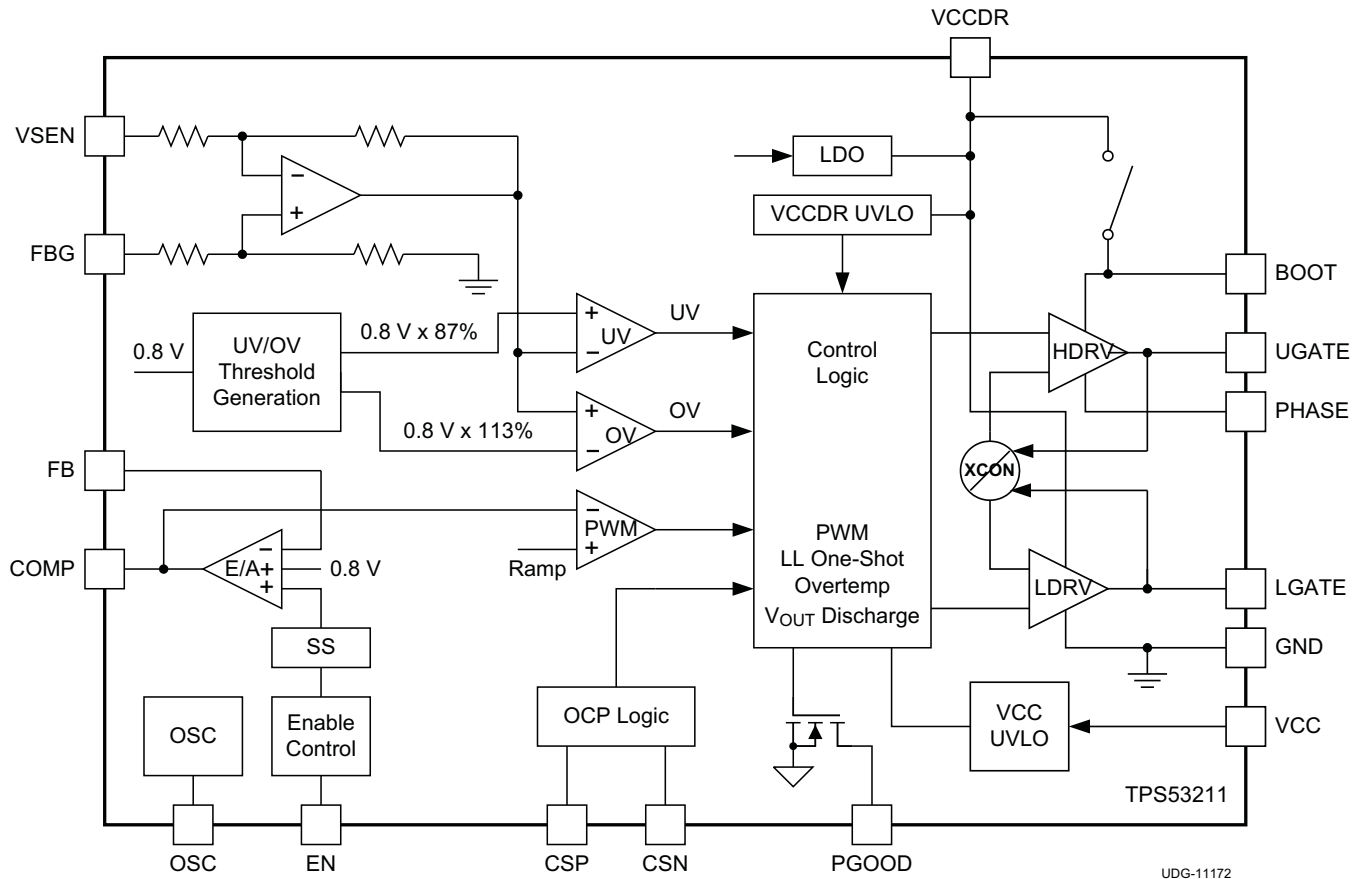 VCCDR
VSEN
−
+
FBG
LDO
VCCDR UVLO
BOOT
UGATE
PHASE
0.8 V
UV/OV
Threshold
Generation
0.8 V x 87%
0.8 V x 113%
+
UV
−
UV
+
OV
−
OV
Control
Logic
HDRV
XCON
FB
COMP
−
E/A+
+
0.8 V
−
PWM
+
Ramp
PWM
LL One-Shot
Overtemp
VOUT Discharge
LDRV
LGATE
GND
SS
OSC
Enable
Control
OCP Logic
VCC
UVLO
VCC
TPS53211
OSC
EN
CSP
CSN
PGOOD
UDG-11172